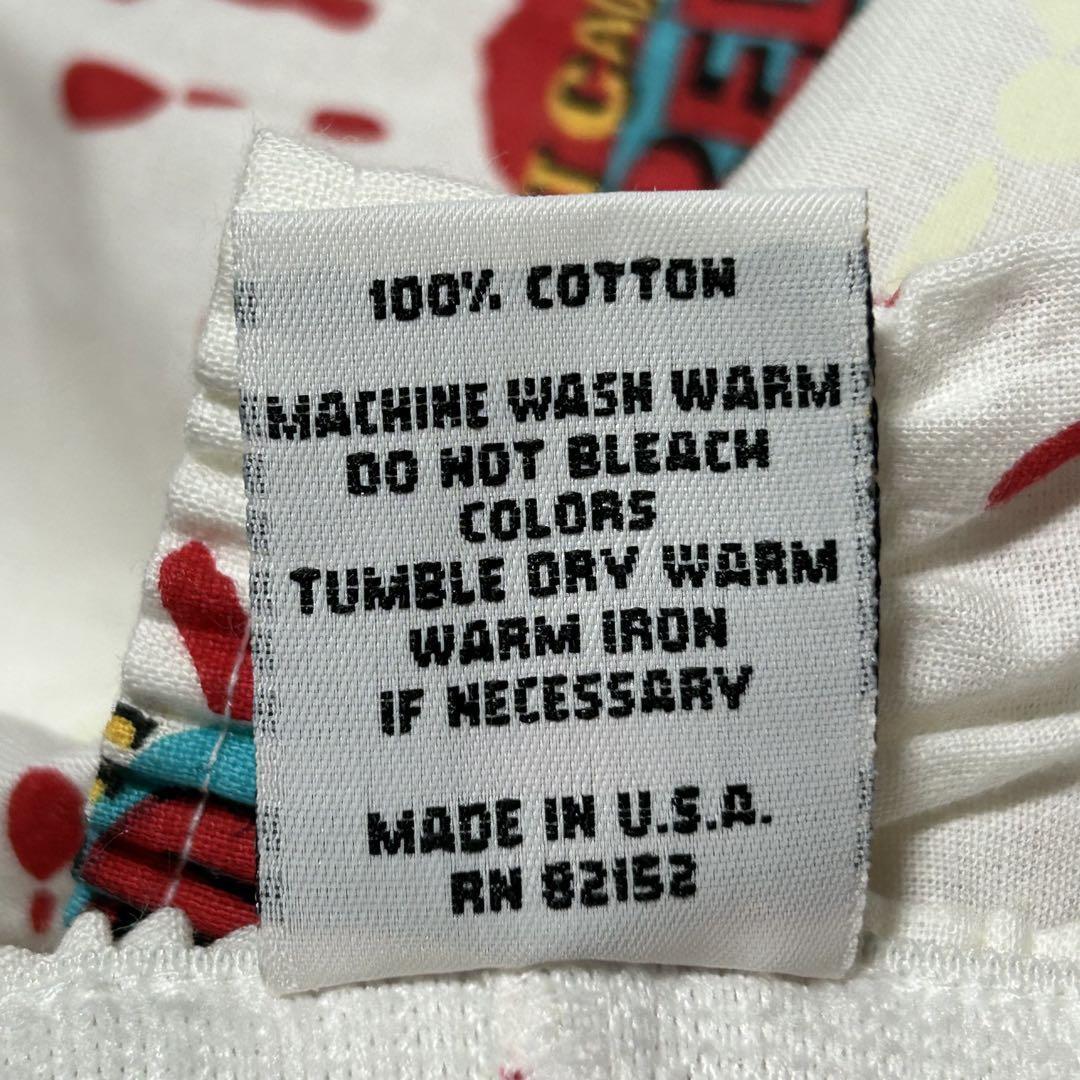 100% COTTON
MACHINE WASH WARM
DO NOT BLEACH
COLORS
TUMBLE DRY WARM
WARM IRON
IF NECESSARY
MADE IN U.S.A.
RN 82152